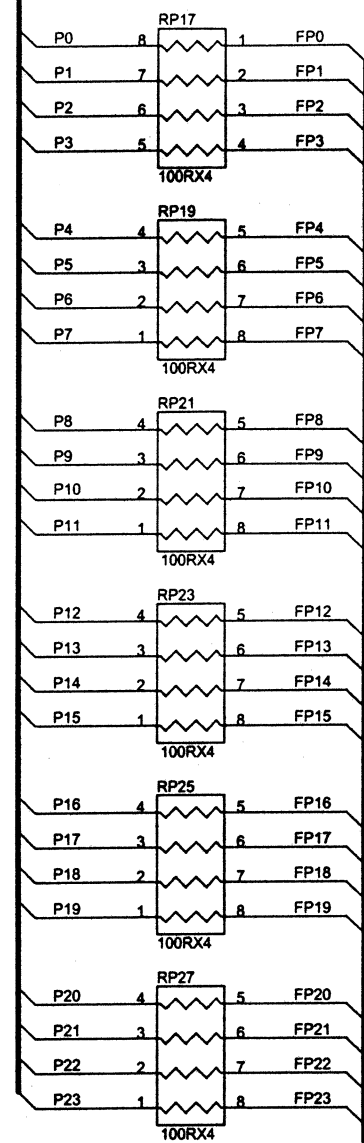 RP17
P0 8 1 FP0
P1 7 2 FP1
P2 6 3 FP2
P3 5 4 FP3
100RX4
RP19
P4 4 5 FP4
P5 3 6 FP5
P6 2 7 FP6
P7 1 8 FP7
100RX4
RP21
P8 4 5 FP8
P9 3 6 FP9
P10 2 7 FP10
P11 1 8 FP11
100RX4
RP23
P12 4 5 FP12
P13 3 6 FP13
P14 2 7 FP14
P15 1 8 FP15
100RX4
RP25
P16 4 5 FP16
P17 3 6 FP17
P18 2 7 FP18
P19 1 8 FP19
100RX4
RP27
P20 4 5 FP20
P21 3 6 FP21
P22 2 7 FP22
P23 1 8 FP23
100RX4